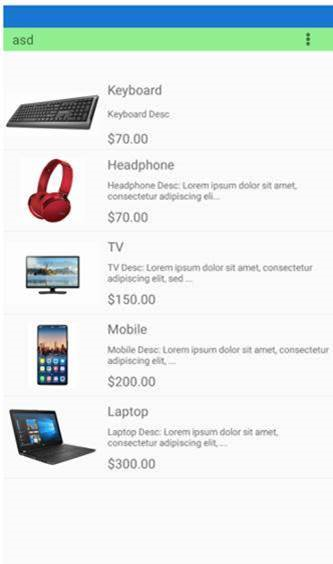 asd
Keyboard
Keyboard Desc
$70.00
Headphone
Headphone Desc: Lorem ipsum dolor sit amet,
consectetur adipiscing eli...
$70.00
TV
TV Desc: Lorem ipsum dolor sit amet, consectetur
adipiscing elit, sed ...
$150.00
Mobile
Mobile Desc: Lorem ipsum dolor sit amet, consectetur
adipiscing elit, ...
$200.00
Laptop
Laptop Desc: Lorem ipsum dolor sit amet,
consectetur adipiscing elit, ...
$300.00